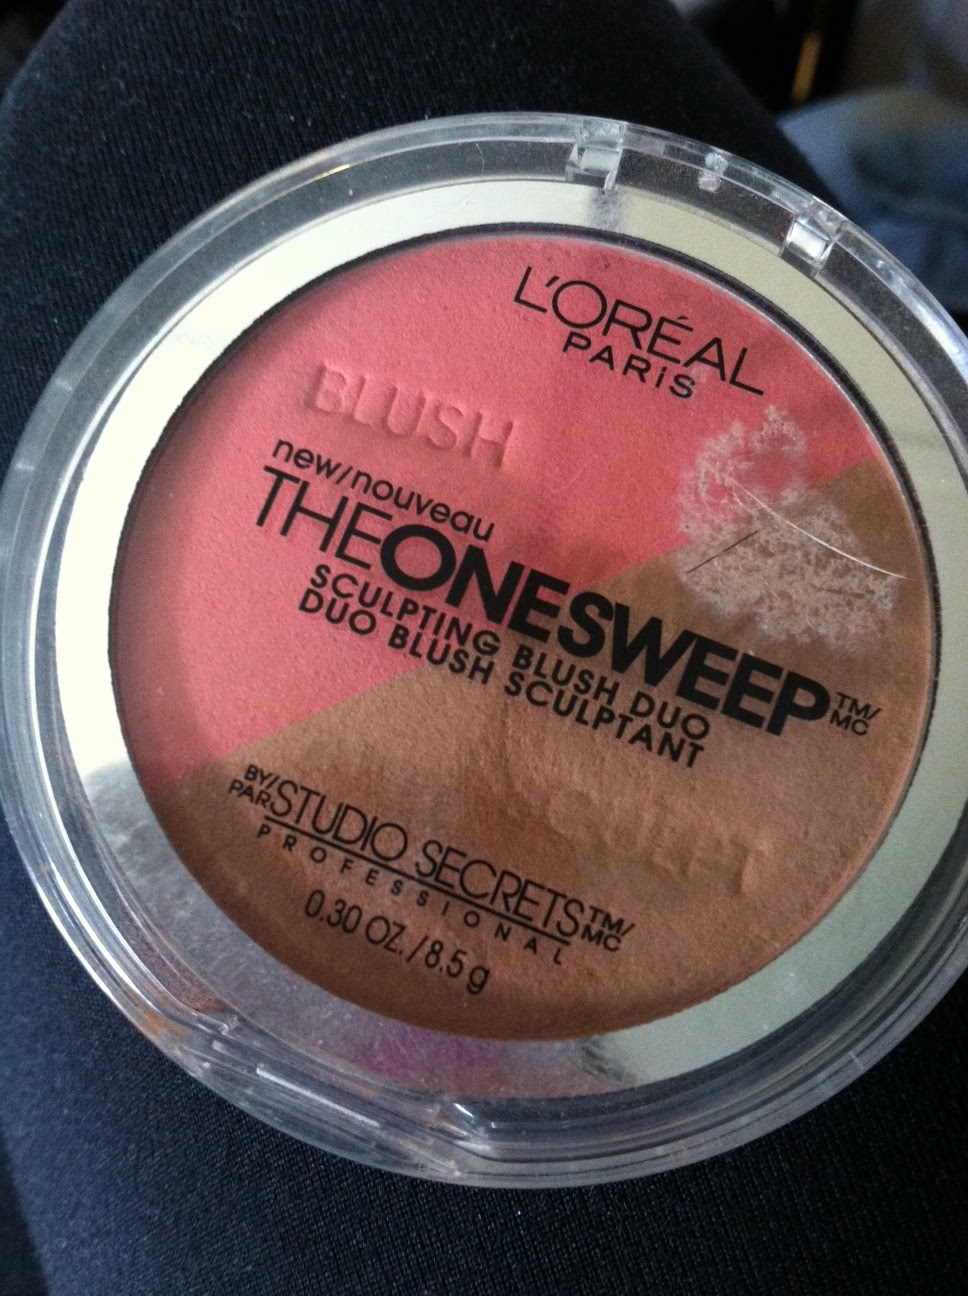 L'ORÉAL
PARiS
BLUSH
new/nouveau
THEONESWEEP™/MC
SCULPTING BLUSH DUO
DUO BLUSH SCULPTANT
BY/PAR STUDIO SECRETS™/MC
PROFESSIONAL
0.30 OZ./8.5 g